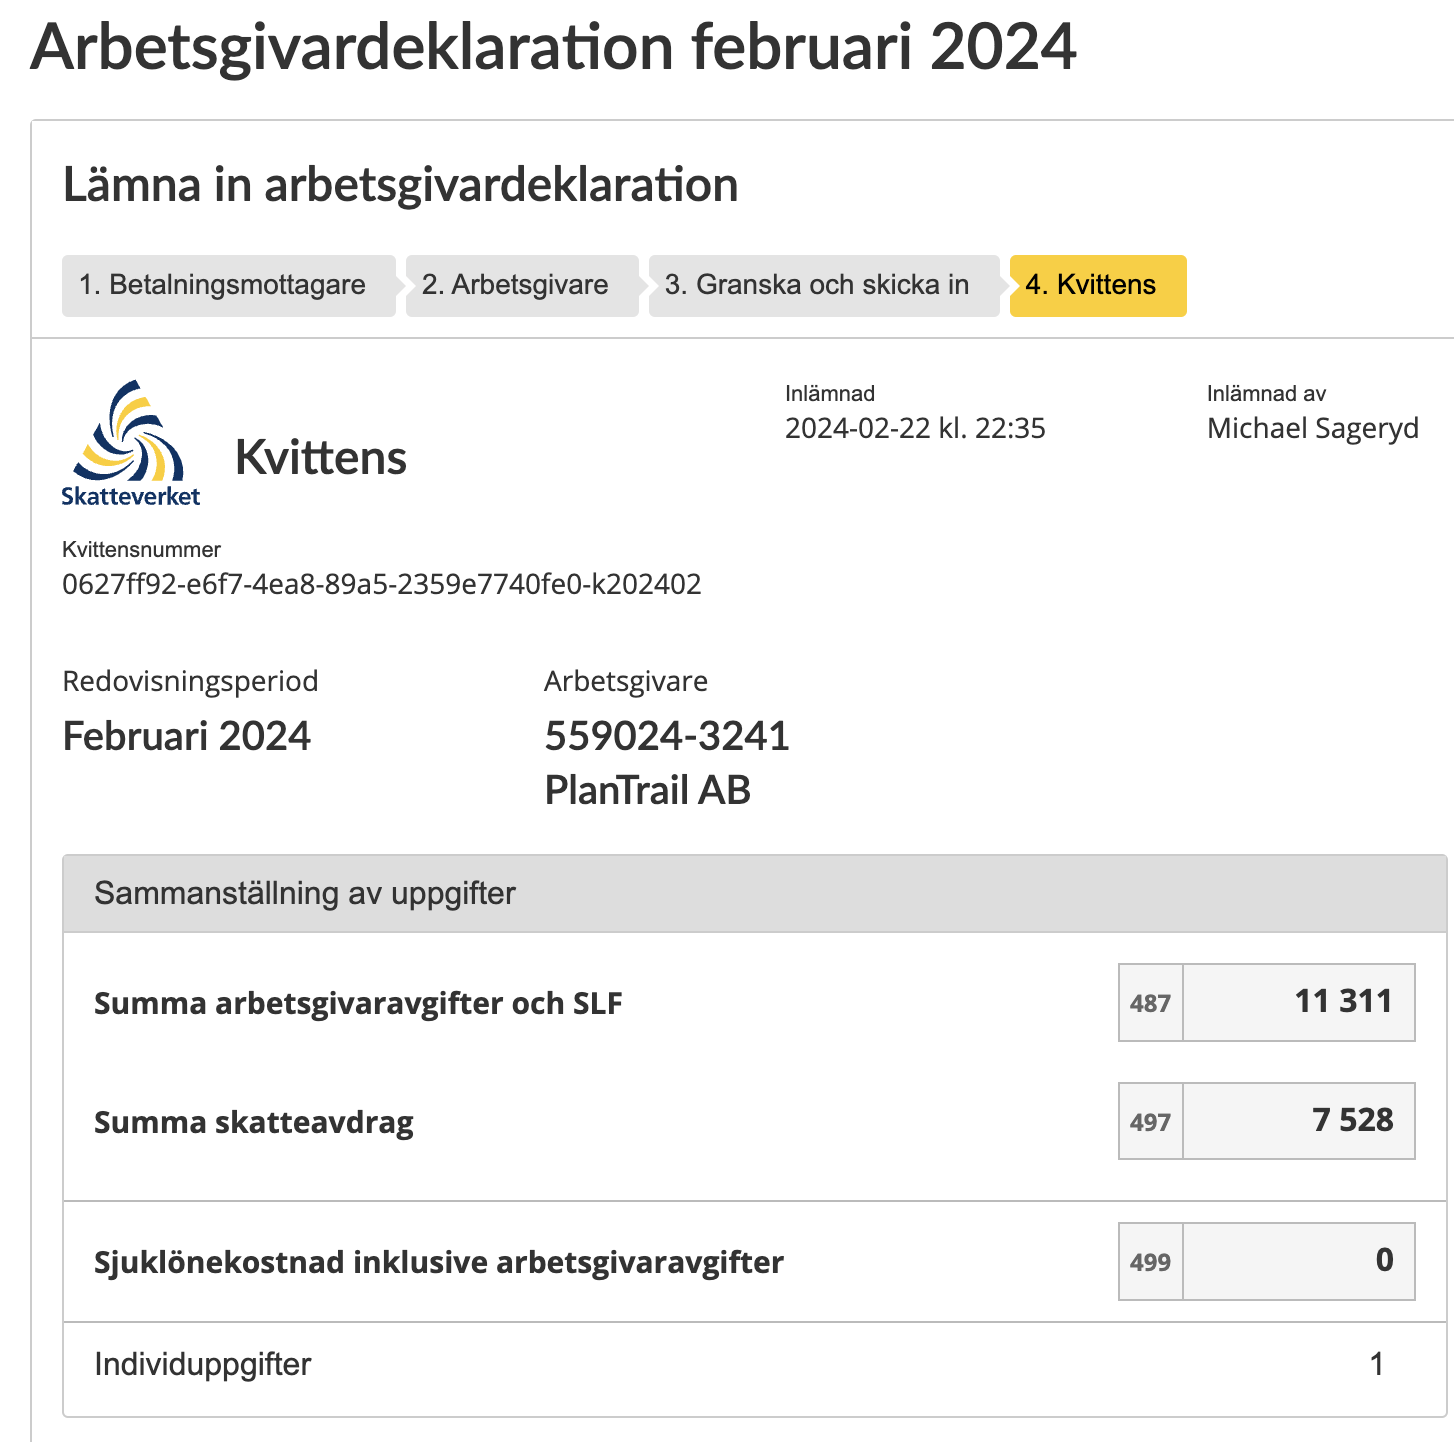 Arbetsgivardeklaration februari 2024
Lämna in arbetsgivardeklaration
1. Betalningsmottagare
2. Arbetsgivare
3. Granska och skicka in
4. Kvittens
Skatteverket
Kvittens
Inlämnad
2024-02-22 kl. 22:35
Inlämnad av
Michael Sageryd
Kvittensnummer
0627ff92-e6f7-4ea8-89a5-2359e7740fe0-k202402
Redovisningsperiod
Februari 2024
Arbetsgivare
559024-3241
PlanTrail AB
Sammanställning av uppgifter
Summa arbetsgivaravgifter och SLF 487 11 311
Summa skatteavdrag 497 7 528
Sjuklönekostnad inklusive arbetsgivaravgifter 499 0
Individuppgifter 1